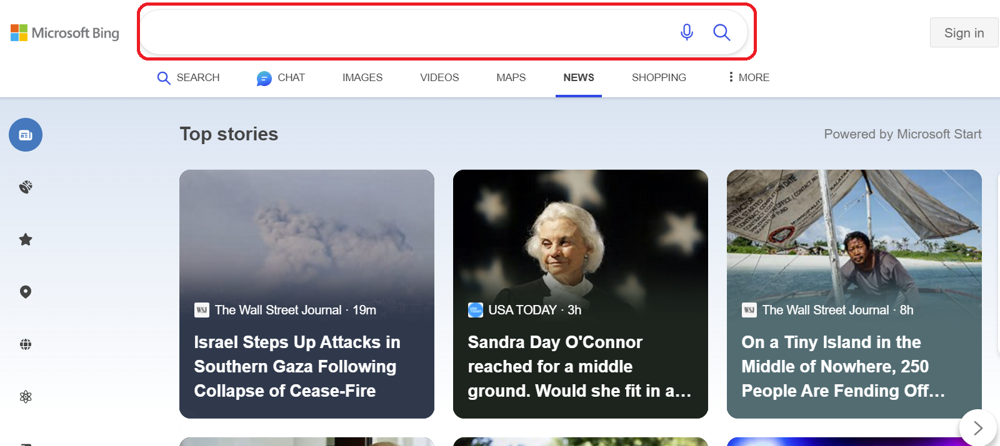 Microsoft Bing
Sign in
SEARCH
CHAT
IMAGES
VIDEOS
MAPS
NEWS
SHOPPING
MORE
Top stories
Powered by Microsoft Start
WSJ
The Wall Street Journal · 19m
Israel Steps Up Attacks in
Southern Gaza Following
Collapse of Cease-Fire
USA TODAY
USA TODAY · 3h
Sandra Day O'Connor
reached for a middle
ground. Would she fit in a...
WSJ
The Wall Street Journal · 8h
On a Tiny Island in the
Middle of Nowhere, 250
People Are Fending Off...